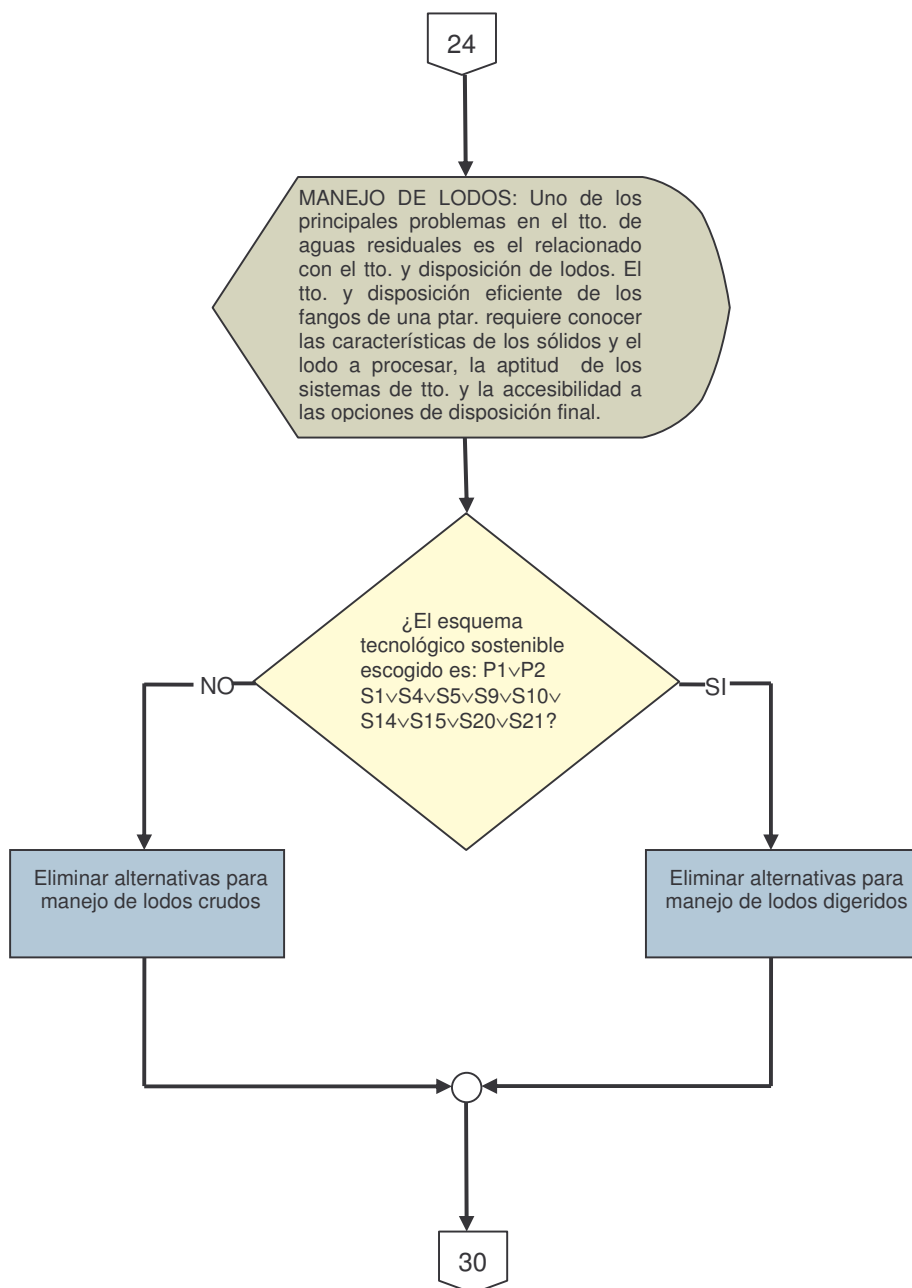 24
MANEJO DE LODOS: Uno de los
principales problemas en el tto. de
aguas residuales es el relacionado
con el tto. y disposición de lodos. El
tto. y disposición eficiente de los
fangos de una ptar. requiere conocer
las características de los sólidos y el
lodo a procesar, la aptitud de los
sistemas de tto. y la accesibilidad a
las opciones de disposición final.
¿El esquema
tecnológico sostenible
escogido es: P1∨P2
S1∨S4∨S5∨S9∨S10∨
S14∨S15∨S20∨S21?
NO
SI
Eliminar alternativas para
manejo de lodos crudos
Eliminar alternativas para
manejo de lodos digeridos
30